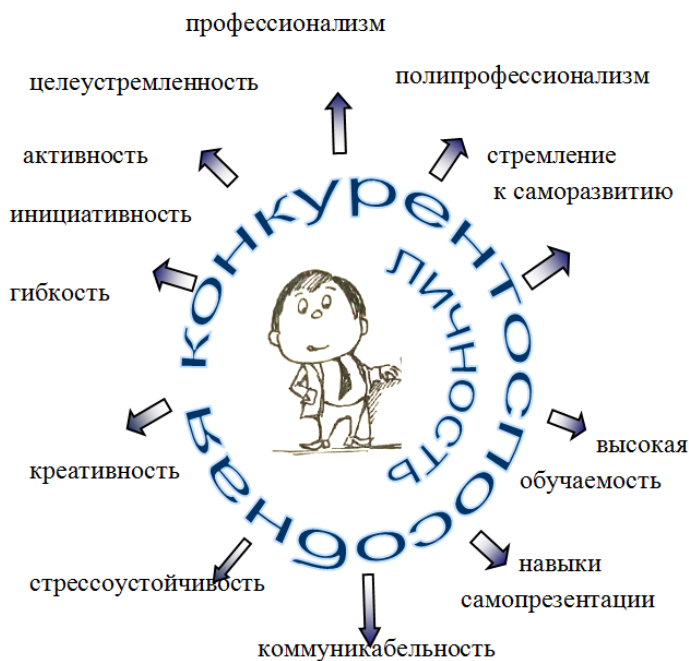 профессионализм
целеустремленность
полипрофессионализм
активность
стремление
к саморазвитию
инициативность
гибкость
конкурентоспособная
личность
высокая
обучаемость
креативность
навыки
самопрезентации
стрессоустойчивость
коммуникабельность